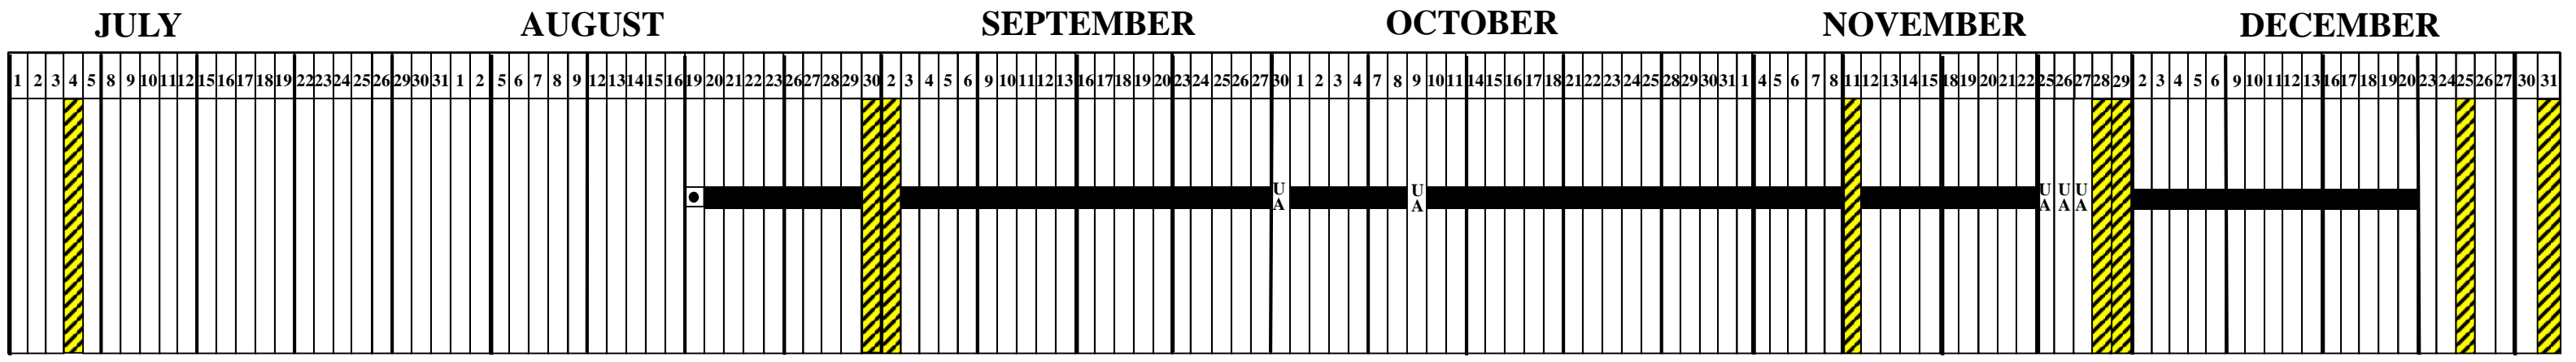 JULY AUGUST SEPTEMBER OCTOBER NOVEMBER DECEMBER
1 2 3 4 5 8 9 10 11 12 15 16 17 18 19 22 23 24 25 26 29 30 31 1 2 5 6 7 8 9 12 13 14 15 16 19 20 21 22 23 26 27 28 29 30 2 3 4 5 6 9 10 11 12 13 16 17 18 19 20 23 24 25 26 27 30 1 2 3 4 7 8 9 10 11 14 15 16 17 18 21 22 23 24 25 28 29 30 31 1 4 5 6 7 8 11 12 13 14 15 18 19 20 21 22 25 26 27 28 29 2 3 4 5 6 9 10 11 12 13 16 17 18 19 20 23 24 25 26 27 30 31
U U U U U
A A A A A